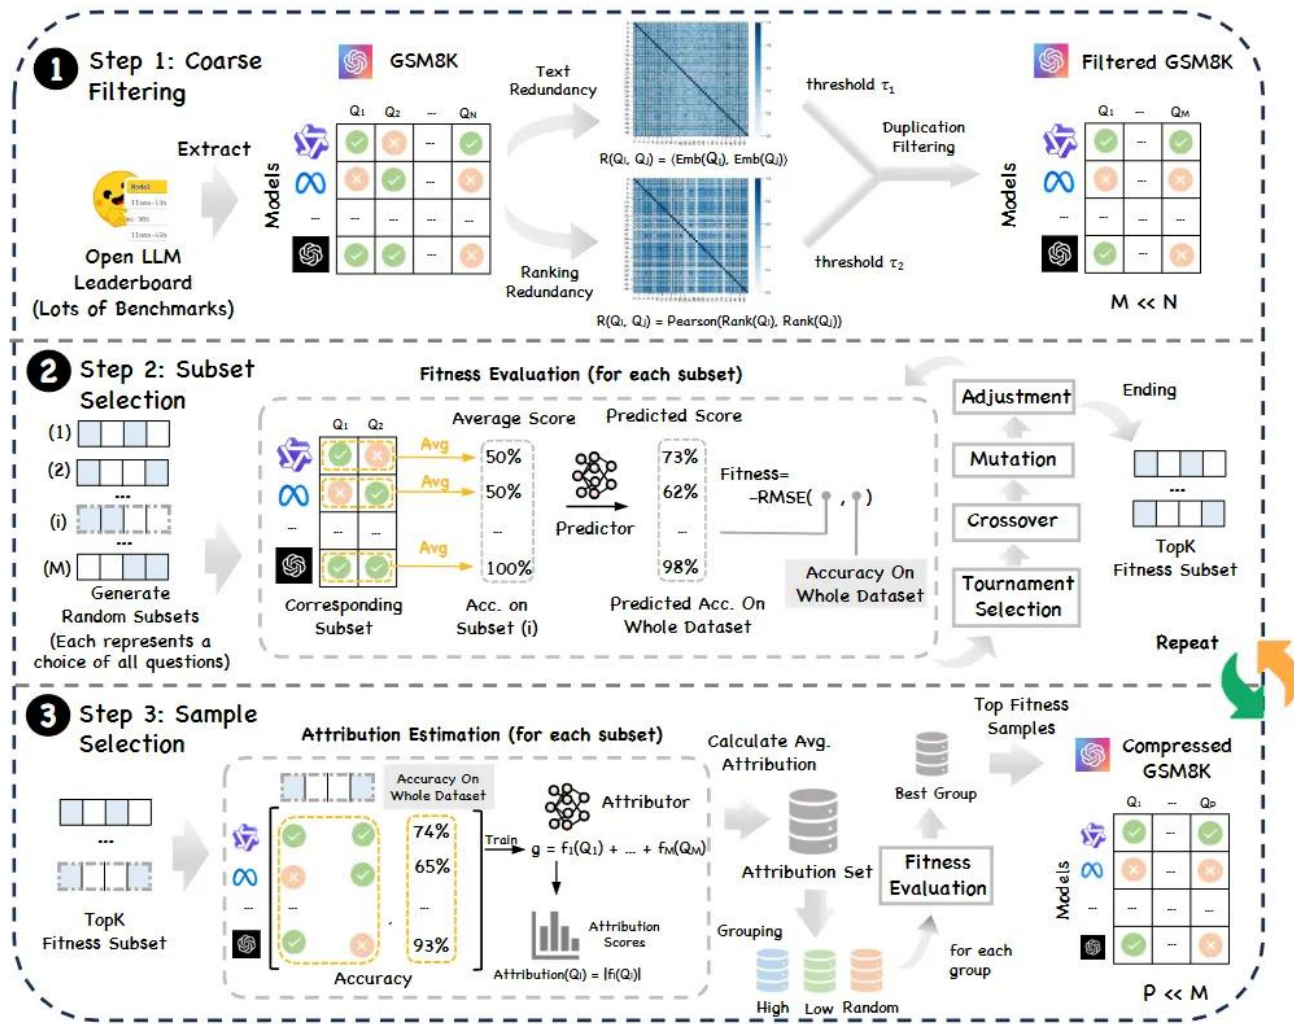 1 Step 1: Coarse
Filtering
Extract
Open LLM
Leaderboard
(Lots of Benchmarks)
GSM8K
Q₁ Q₂ ... Q_N
Models
... ... ... ...
Text
Redundancy
R(Qᵢ, Qⱼ) = ⟨Emb(Qᵢ), Emb(Qⱼ)⟩
Ranking
Redundancy
R(Qᵢ, Qⱼ) = Pearson(Rank(Qᵢ), Rank(Qⱼ))
threshold τ₁
threshold τ₂
Duplication
Filtering
Filtered GSM8K
Q₁ ... Q_M
Models
... ... ...
M << N
2 Step 2: Subset
Selection
(1)
(2)
...
(i)
...
(M)
Generate
Random Subsets
(Each represents a
choice of all questions)
Fitness Evaluation (for each subset)
Q₁ Q₂
Avg
Avg
Avg
...
Corresponding
Subset
Average Score
50%
50%
...
100%
Acc. on
Subset (i)
Predictor
Predicted Score
73%
62%
...
98%
Predicted Acc. On
Whole Dataset
Fitness=
-RMSE( , )
Accuracy On
Whole Dataset
Adjustment
Mutation
Crossover
Tournament
Selection
Ending
...
TopK
Fitness Subset
Repeat
3 Step 3: Sample
Selection
...
TopK
Fitness Subset
Attribution Estimation (for each subset)
Accuracy On
Whole Dataset
74%
65%
...
93%
Accuracy
Train
Attributor
g = f₁(Q₁) + ... + f_M(Q_M)
Attribution
Scores
Attribution(Qᵢ) = |fᵢ(Qᵢ)|
Calculate Avg.
Attribution
Attribution Set
Grouping
High Low Random
for each
group
Fitness
Evaluation
Best Group
Top Fitness
Samples
Compressed
GSM8K
Q₁ ... Q_P
Models
... ... ...
P << M